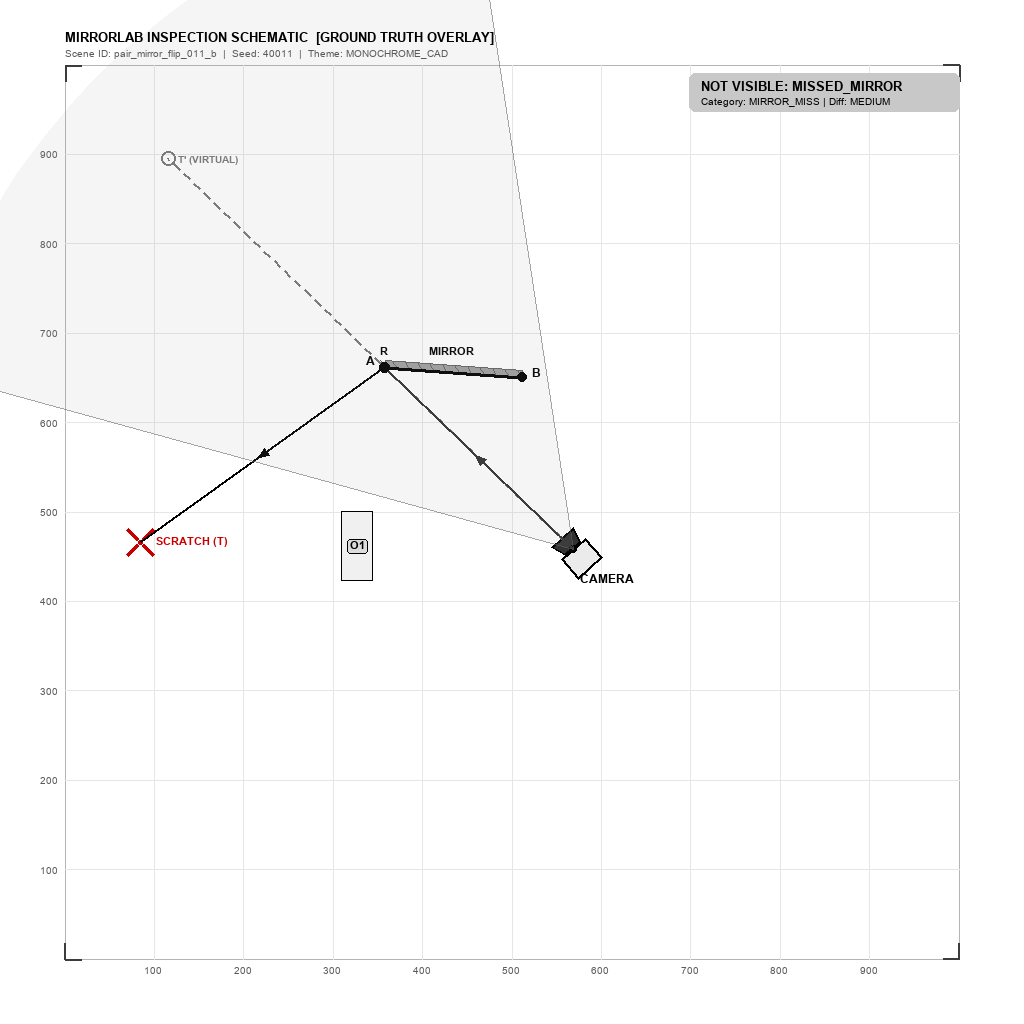 MIRRORLAB INSPECTION SCHEMATIC  [GROUND TRUTH OVERLAY]
Scene ID: pair_mirror_flip_011_b  |  Seed: 40011  |  Theme: MONOCHROME_CAD
NOT VISIBLE: MISSED_MIRROR
Category: MIRROR_MISS | Diff: MEDIUM
900
T' (VIRTUAL)
800
700
R
MIRROR
A
B
600
500
SCRATCH (T)
O1
CAMERA
400
300
200
100
100 200 300 400 500 600 700 800 900